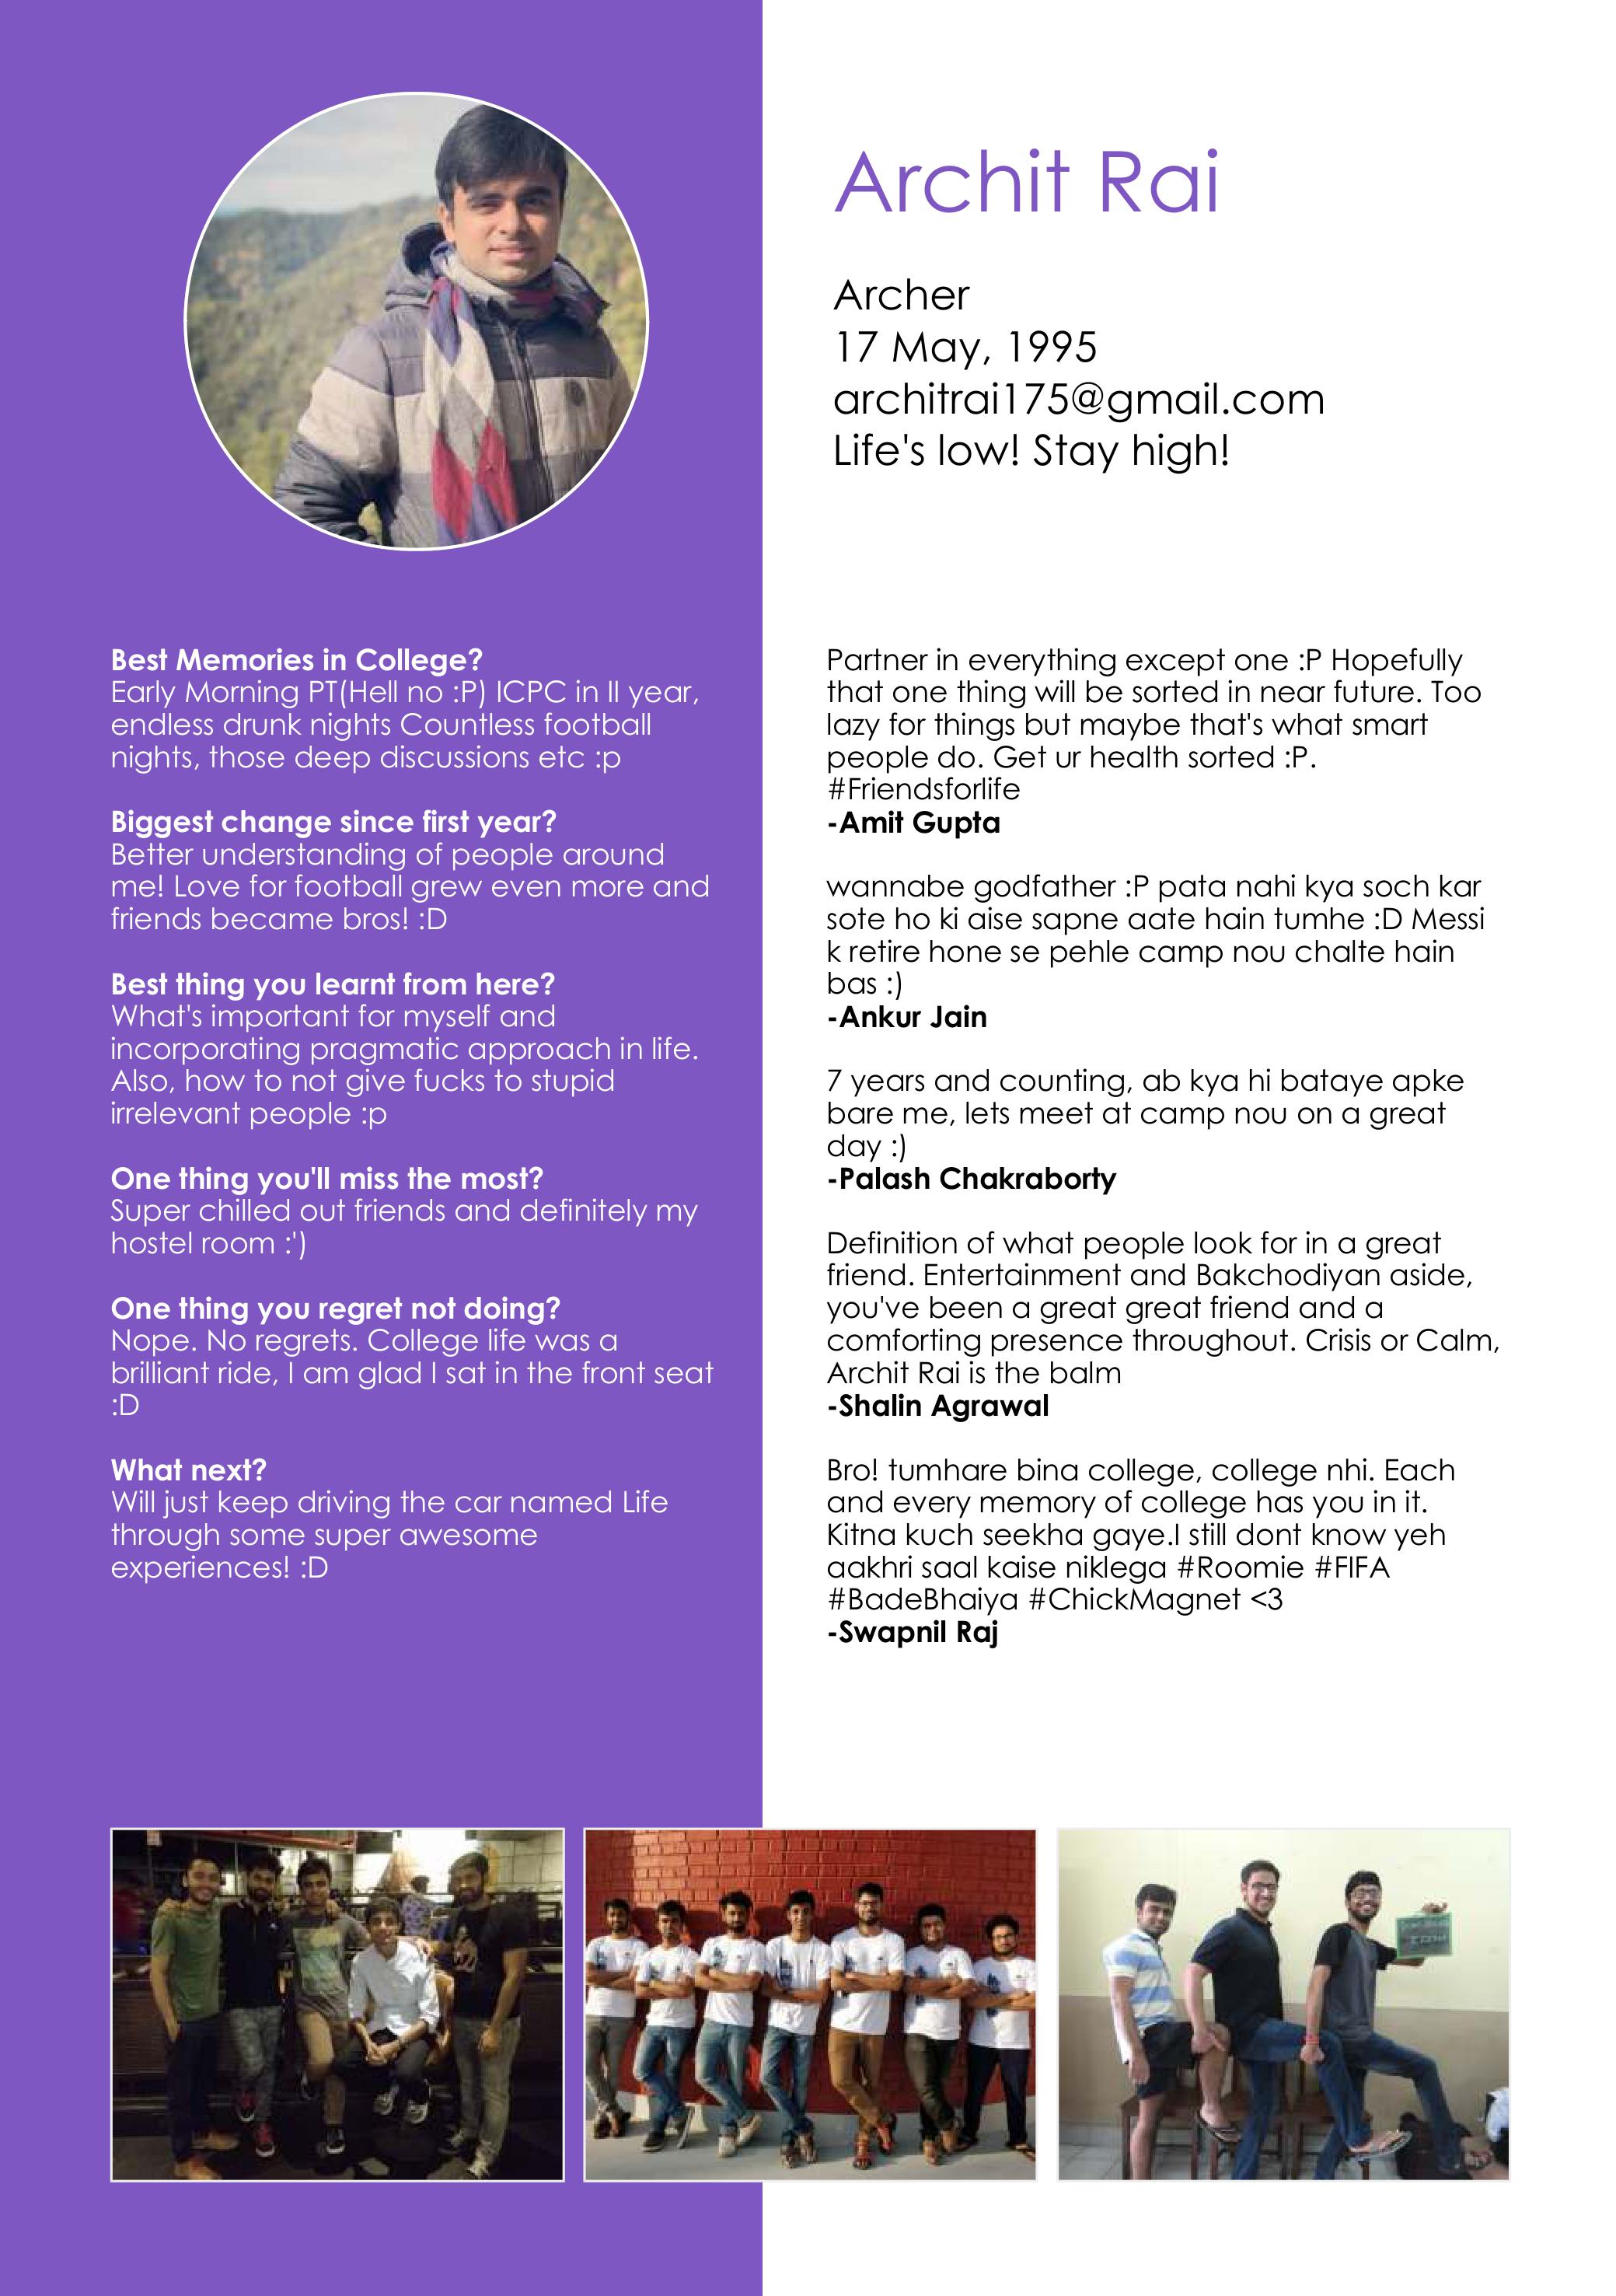 Archit Rai
Archer
17 May, 1995
architrai175@gmail.com
Life's low! Stay high!
Best Memories in College?
Early Morning PT(Hell no :P) ICPC in II year,
endless drunk nights Countless football
nights, those deep discussions etc :p
Biggest change since first year?
Better understanding of people around
me! Love for football grew even more and
friends became bros! :D
Best thing you learnt from here?
What's important for myself and
incorporating pragmatic approach in life.
Also, how to not give fucks to stupid
irrelevant people :p
One thing you'll miss the most?
Super chilled out friends and definitely my
hostel room :')
One thing you regret not doing?
Nope. No regrets. College life was a
brilliant ride, I am glad I sat in the front seat
:D
What next?
Will just keep driving the car named Life
through some super awesome
experiences! :D
Partner in everything except one :P Hopefully
that one thing will be sorted in near future. Too
lazy for things but maybe that's what smart
people do. Get ur health sorted :P.
#Friendsforlife
-Amit Gupta
wannabe godfather :P pata nahi kya soch kar
sote ho ki aise sapne aate hain tumhe :D Messi
k retire hone se pehle camp nou chalte hain
bas :)
-Ankur Jain
7 years and counting, ab kya hi bataye apke
bare me, lets meet at camp nou on a great
day :)
-Palash Chakraborty
Definition of what people look for in a great
friend. Entertainment and Bakchodiyan aside,
you've been a great great friend and a
comforting presence throughout. Crisis or Calm,
Archit Rai is the balm
-Shalin Agrawal
Bro! tumhare bina college, college nhi. Each
and every memory of college has you in it.
Kitna kuch seekha gaye.I still dont know yeh
aakhri saal kaise niklega #Roomie #FIFA
#BadeBhaiya #ChickMagnet <3
-Swapnil Raj